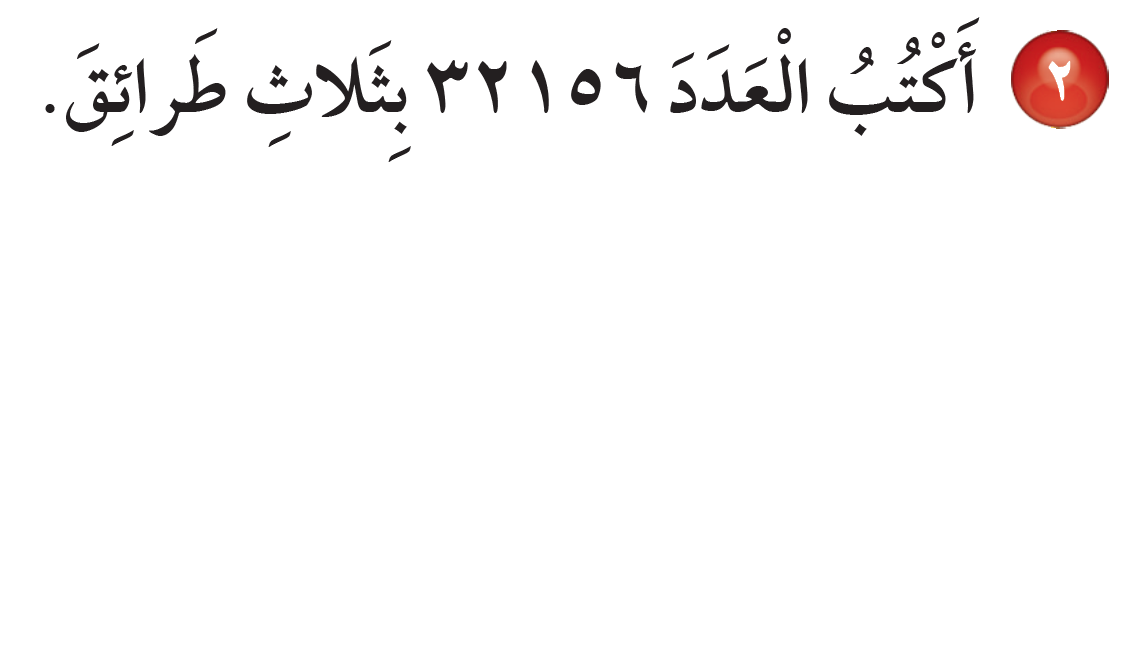 ٢ أَكْتُبُ الْعَدَدَ ٣٢١٥٦ بِثَلاثِ طَرائِقَ.